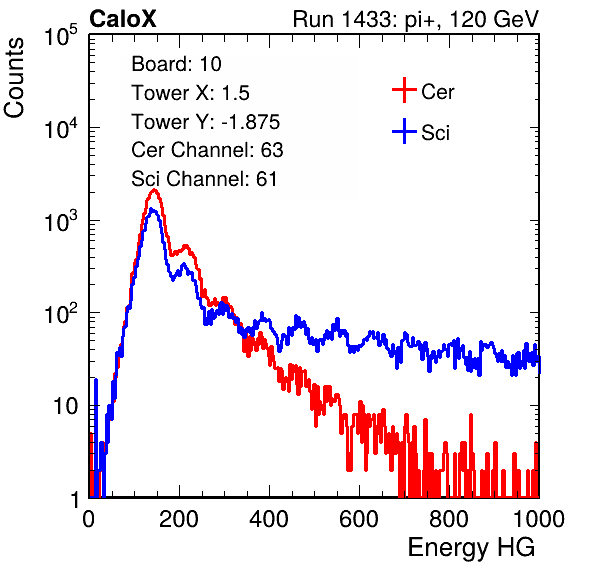 CaloX Run 1433: pi+, 120 GeV
Counts
Board: 10
Tower X: 1.5
Tower Y: -1.875
Cer Channel: 63
Sci Channel: 61
Cer
Sci
10^5
10^4
10^3
10^2
10
1
0 200 400 600 800 1000
Energy HG